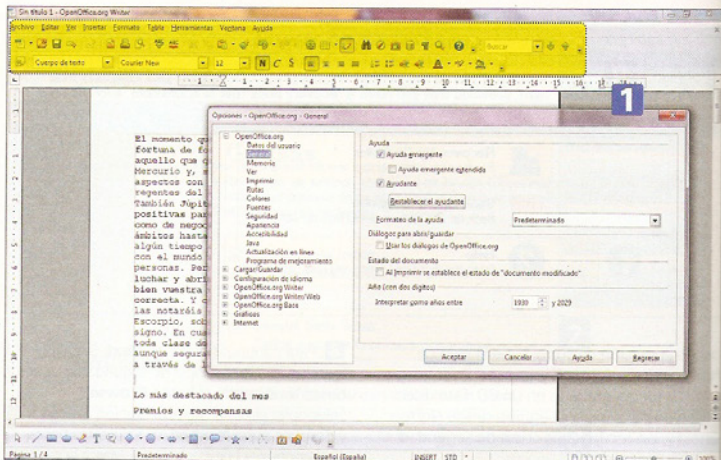 Sin título 1 - OpenOffice.org Writer
Archivo Editar Ver Insertar Formato Tabla Herramientas Ventana Ayuda
Buscar
Cuerpo de texto Courier New 12 N C S
1
Opciones - OpenOffice.org - General
OpenOffice.org
Datos del usuario
General
Memoria
Ver
Imprimir
Rutas
Colores
Fuentes
Seguridad
Apariencia
Accesibilidad
Java
Actualización en línea
Programa de mejoramiento
Cargar/Guardar
Configuración de idioma
OpenOffice.org Writer
OpenOffice.org Writer/Web
OpenOffice.org Base
Gráficos
Internet
Ayuda
Ayuda emergente
Ayuda emergente extendida
Ayudante
Restablecer el ayudante
Formateo de la ayuda Predeterminado
Diálogos para abrir/guardar
Usar los diálogos de OpenOffice.org
Estado del documento
Al imprimir se establece el estado de "documento modificado"
Año (con dos dígitos)
Interpretar como años entre 1930 y 2029
Aceptar Cancelar Ayuda Regresar
El momento
fortuna de
aquello que
Mercurio y,
aspectos con
regentes del
También Júpit
positivas pa
como de negoc
ámbitos hasta
algún tiempo
con el mundo
personas. Per
luchar y abri
bien vuestra
correcta. Y
las notaréis
Escorpio, sob
signo. En cua
toda clase de
aunque segura
a través de l
Lo más destacado del mes
Premios y recompensas
Página 1 / 4 Predeterminado Español (España) INSERT STD 100%